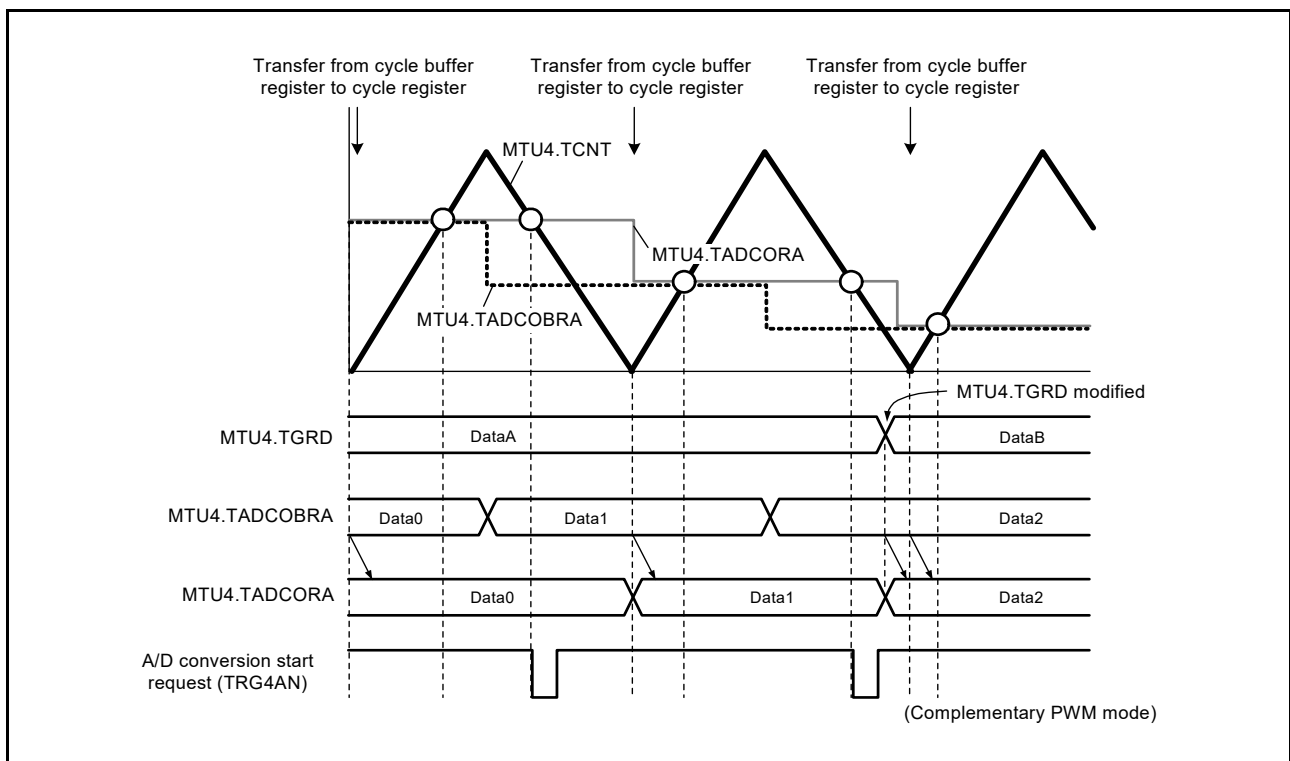 Transfer from cycle buffer
register to cycle register
Transfer from cycle buffer
register to cycle register
Transfer from cycle buffer
register to cycle register
MTU4.TCNT
MTU4.TADCORA
MTU4.TADCOBRA
MTU4.TGRD modified
MTU4.TGRD
DataA
DataB
MTU4.TADCOBRA
Data0
Data1
Data2
MTU4.TADCORA
Data0
Data1
Data2
A/D conversion start
request (TRG4AN)
(Complementary PWM mode)